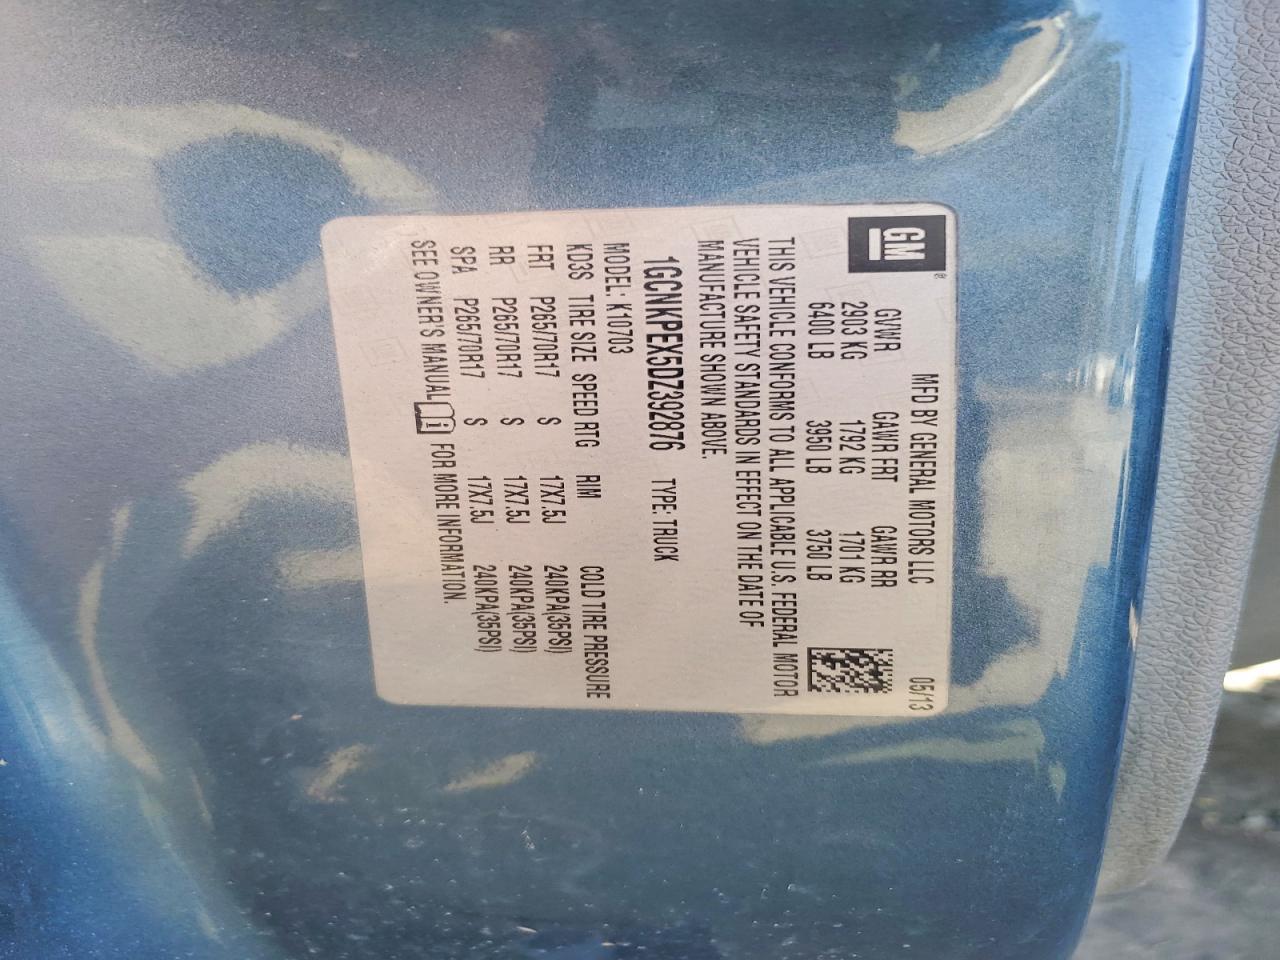 GM
MFD BY GENERAL MOTORS LLC 05/13
GVWR GAWR FRT GAWR RR
2903 KG 1792 KG 1701 KG
6400 LB 3950 LB 3750 LB
THIS VEHICLE CONFORMS TO ALL APPLICABLE U.S. FEDERAL MOTOR
VEHICLE SAFETY STANDARDS IN EFFECT ON THE DATE OF
MANUFACTURE SHOWN ABOVE.
1GCNKPEX5DZ392876 TYPE: TRUCK
MODEL: K10703
KD3S TIRE SIZE SPEED RTG RIM COLD TIRE PRESSURE
FRT P265/70R17 S 17X7.5J 240KPA(35PSI)
RR P265/70R17 S 17X7.5J 240KPA(35PSI)
SPA P265/70R17 S 17X7.5J 240KPA(35PSI)
SEE OWNER'S MANUAL FOR MORE INFORMATION.